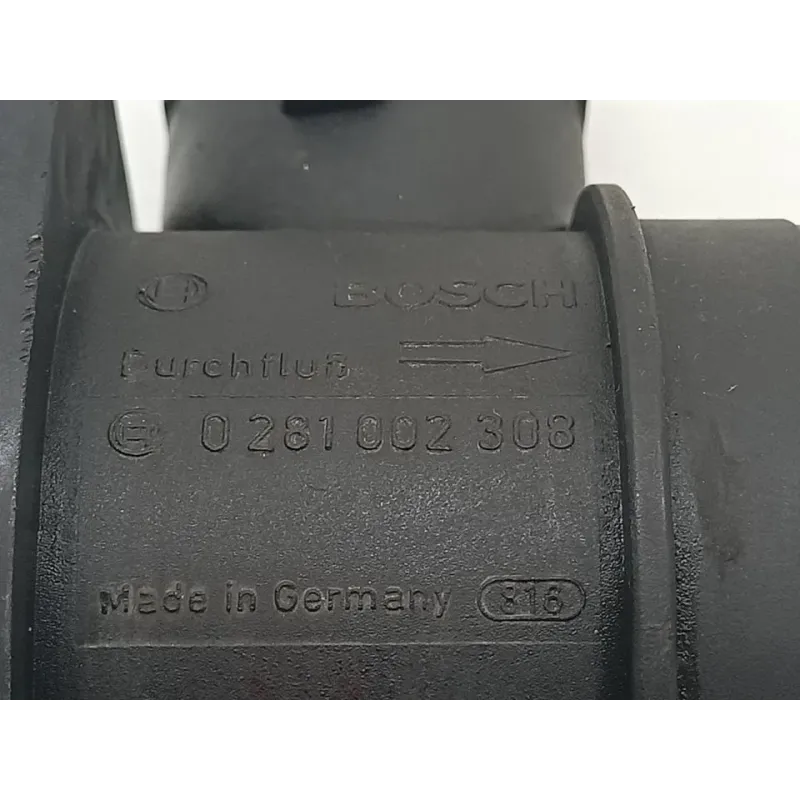 BOSCH
Durchfluß
0 281 002 308
Made in Germany 816